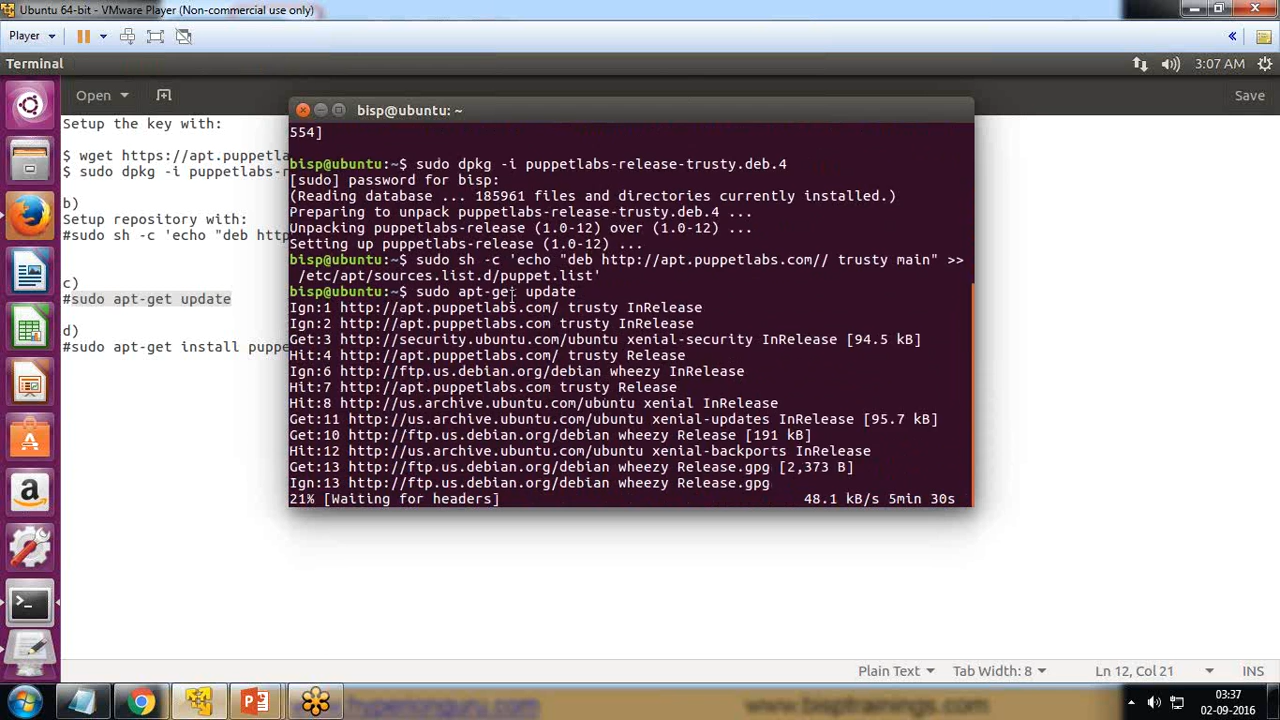 Ubuntu 64-bit - VMware Player (Non-commercial use only)
Player
Terminal
3:07 AM
Open
Save
bisp@ubuntu: ~
Setup the key with:
$ wget https://apt.puppetla
$ sudo dpkg -i puppetlabs-r
b)
Setup repository with:
#sudo sh -c 'echo "deb http
c)
#sudo apt-get update
d)
#sudo apt-get install puppe
554]
bisp@ubuntu:~$ sudo dpkg -i puppetlabs-release-trusty.deb.4
[sudo] password for bisp:
(Reading database ... 185961 files and directories currently installed.)
Preparing to unpack puppetlabs-release-trusty.deb.4 ...
Unpacking puppetlabs-release (1.0-12) over (1.0-12) ...
Setting up puppetlabs-release (1.0-12) ...
bisp@ubuntu:~$ sudo sh -c 'echo "deb http://apt.puppetlabs.com// trusty main" >>
/etc/apt/sources.list.d/puppet.list'
bisp@ubuntu:~$ sudo apt-get update
Ign:1 http://apt.puppetlabs.com/ trusty InRelease
Ign:2 http://apt.puppetlabs.com trusty InRelease
Get:3 http://security.ubuntu.com/ubuntu xenial-security InRelease [94.5 kB]
Hit:4 http://apt.puppetlabs.com/ trusty Release
Ign:6 http://ftp.us.debian.org/debian wheezy InRelease
Hit:7 http://apt.puppetlabs.com trusty Release
Hit:8 http://us.archive.ubuntu.com/ubuntu xenial InRelease
Get:11 http://us.archive.ubuntu.com/ubuntu xenial-updates InRelease [95.7 kB]
Get:10 http://ftp.us.debian.org/debian wheezy Release [191 kB]
Hit:12 http://us.archive.ubuntu.com/ubuntu xenial-backports InRelease
Get:13 http://ftp.us.debian.org/debian wheezy Release.gpg [2,373 B]
Ign:13 http://ftp.us.debian.org/debian wheezy Release.gpg
21% [Waiting for headers] 48.1 kB/s 5min 30s
Plain Text Tab Width: 8 Ln 12, Col 21 INS
www.bisptrainings.com
03:37
02-09-2016